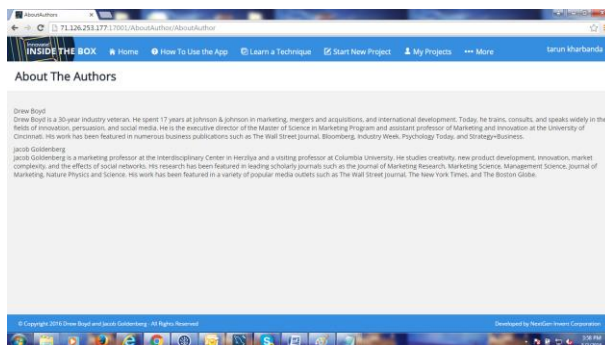 AboutAuthors
71.126.253.177:17001/AboutAuthor/AboutAuthor
Innovate!
INSIDE THE BOX Home How To Use the App Learn a Technique Start New Project My Projects More tarun kharbanda
About The Authors
Drew Boyd
Drew Boyd is a 30-year industry veteran. He spent 17 years at Johnson & Johnson in marketing, mergers and acquisitions, and international development. Today, he trains, consults, and speaks widely in the
fields of innovation, persuasion, and social media. He is the executive director of the Master of Science in Marketing Program and assistant professor of Marketing and Innovation at the University of
Cincinnati. His work has been featured in numerous business publications such as The Wall Street Journal, Bloomberg, Industry Week, Psychology Today, and Strategy+Business.
Jacob Goldenberg
Jacob Goldenberg is a marketing professor at the Interdisciplinary Center in Herzliya and a visiting professor at Columbia University. He studies creativity, new product development, innovation, market
complexity, and the effects of social networks. His research has been featured in leading scholarly journals such as the Journal of Marketing Research, Marketing Science, Management Science, Journal of
Marketing, Nature Physics and Science. His work has been featured in a variety of popular media outlets such as The Wall Street Journal, The New York Times, and The Boston Globe.
© Copyright 2016 Drew Boyd and Jacob Goldenberg - All Rights Reserved Developed by NextGen Invent Corporation
3:58 PM